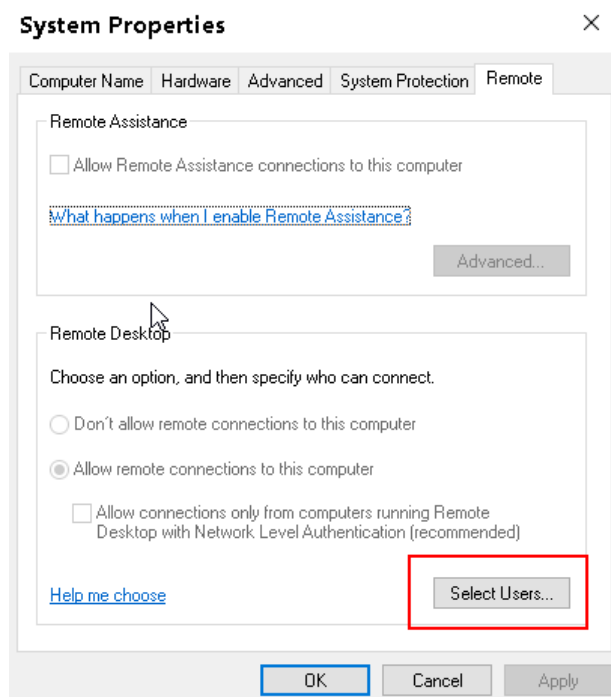 System Properties
Computer Name Hardware Advanced System Protection Remote
Remote Assistance
Allow Remote Assistance connections to this computer
What happens when I enable Remote Assistance?
Advanced...
Remote Desktop
Choose an option, and then specify who can connect.
Don´t allow remote connections to this computer
Allow remote connections to this computer
Allow connections only from computers running Remote
Desktop with Network Level Authentication (recommended)
Help me choose
Select Users...
OK Cancel Apply